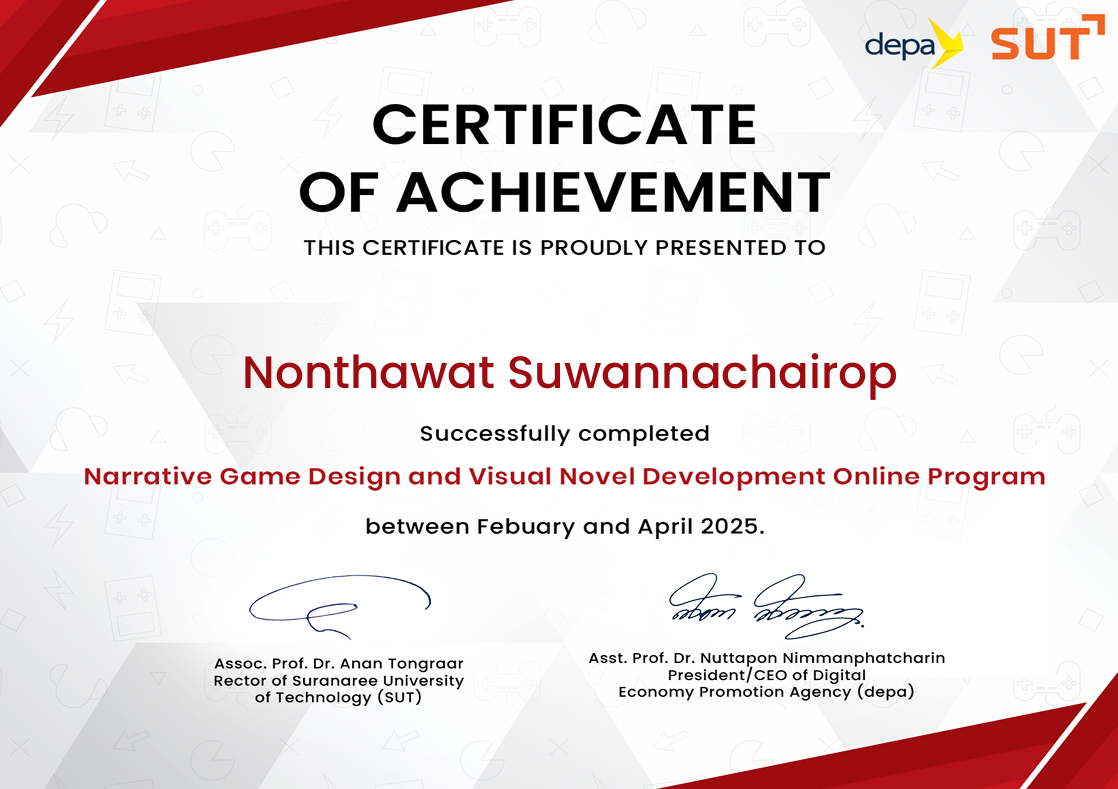 depa SUT
CERTIFICATE
OF ACHIEVEMENT
THIS CERTIFICATE IS PROUDLY PRESENTED TO
Nonthawat Suwannachairop
Successfully completed
Narrative Game Design and Visual Novel Development Online Program
between Febuary and April 2025.
Assoc. Prof. Dr. Anan Tongraar
Rector of Suranaree University
of Technology (SUT)
Asst. Prof. Dr. Nuttapon Nimmanphatcharin
President/CEO of Digital
Economy Promotion Agency (depa)